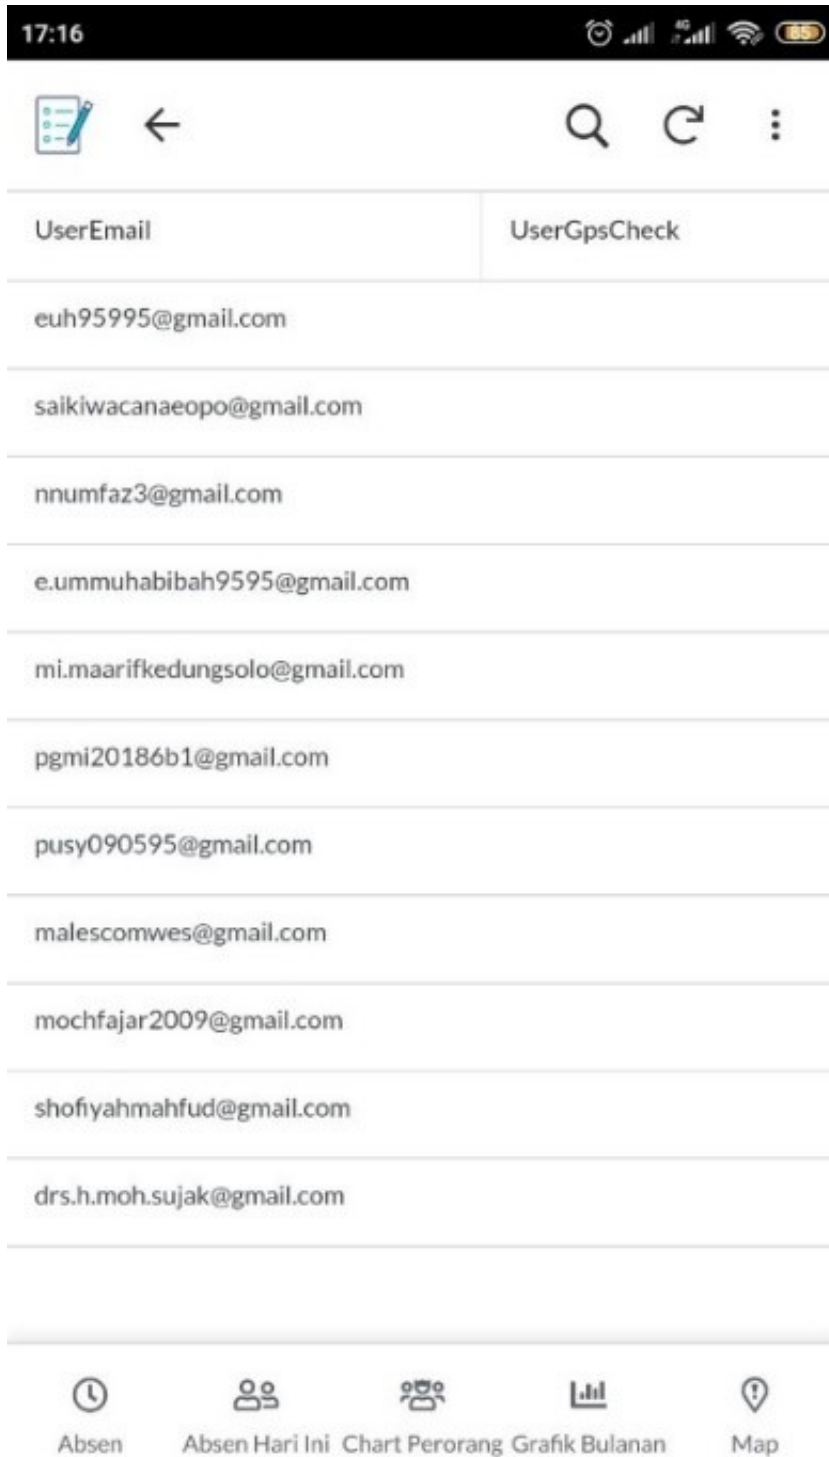 17:16
4G
85
UserEmail UserGpsCheck
euh95995@gmail.com
saikiwacanaeopo@gmail.com
nnumfaz3@gmail.com
e.ummuhabibah9595@gmail.com
mi.maarifkedungsolo@gmail.com
pgmi20186b1@gmail.com
pusy090595@gmail.com
malescomwes@gmail.com
mochfajar2009@gmail.com
shofiyahmahfud@gmail.com
drs.h.moh.sujak@gmail.com
Absen Absen Hari Ini Chart Perorang Grafik Bulanan Map